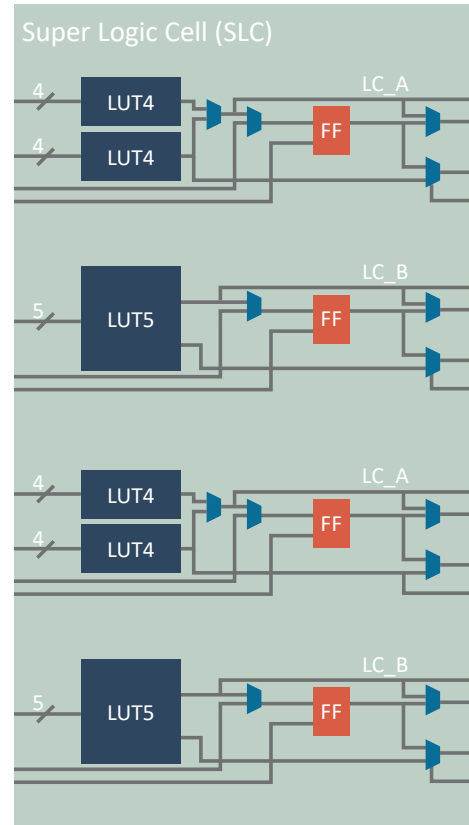 Super Logic Cell (SLC)
4
LUT4
LC_A
FF
4
LUT4
LC_B
5
LUT5
FF
4
LUT4
LC_A
FF
4
LUT4
LC_B
5
LUT5
FF